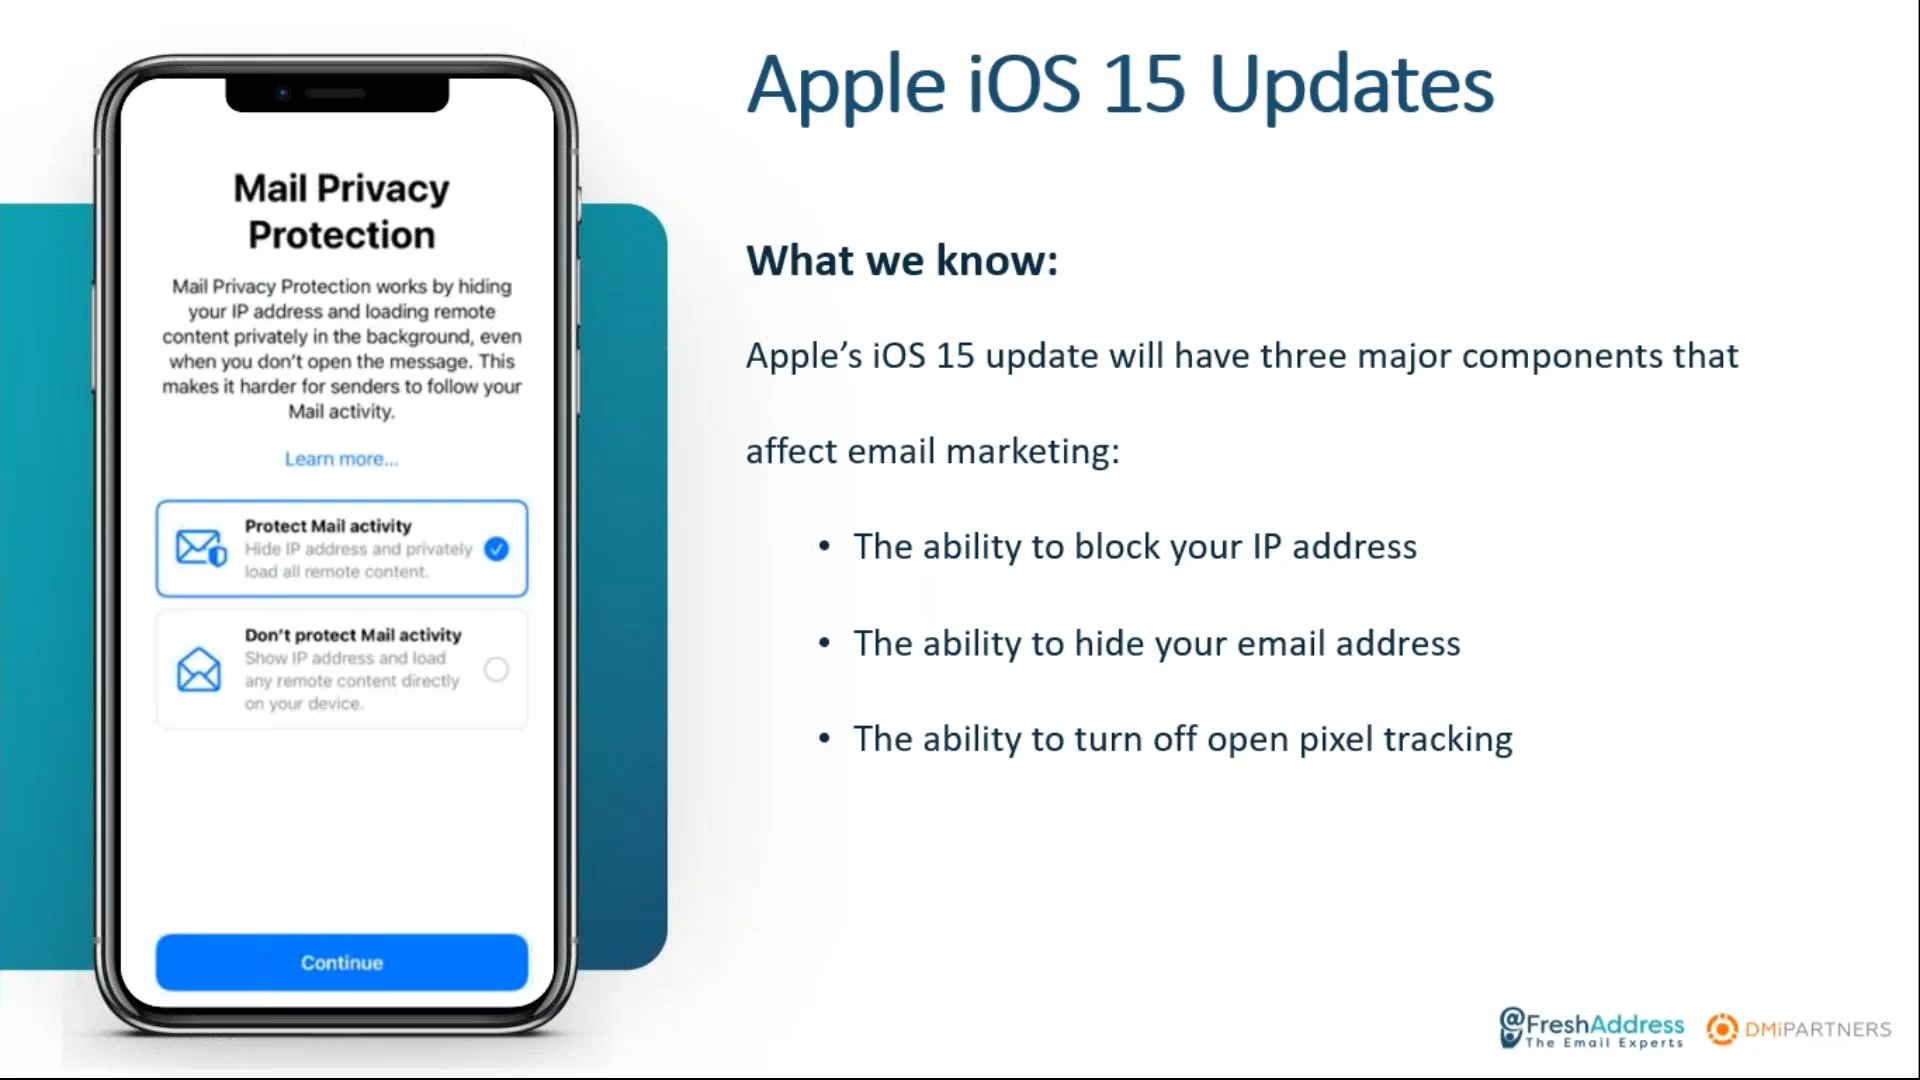 Apple iOS 15 Updates
Mail Privacy
Protection
Mail Privacy Protection works by hiding
your IP address and loading remote
content privately in the background, even
when you don’t open the message. This
makes it harder for senders to follow your
Mail activity.
Learn more...
Protect Mail activity
Hide IP address and privately
load all remote content.
Don’t protect Mail activity
Show IP address and load
any remote content directly
on your device.
Continue
What we know:
Apple’s iOS 15 update will have three major components that
affect email marketing:
• The ability to block your IP address
• The ability to hide your email address
• The ability to turn off open pixel tracking
@FreshAddress
The Email Experts
DMiPARTNERS